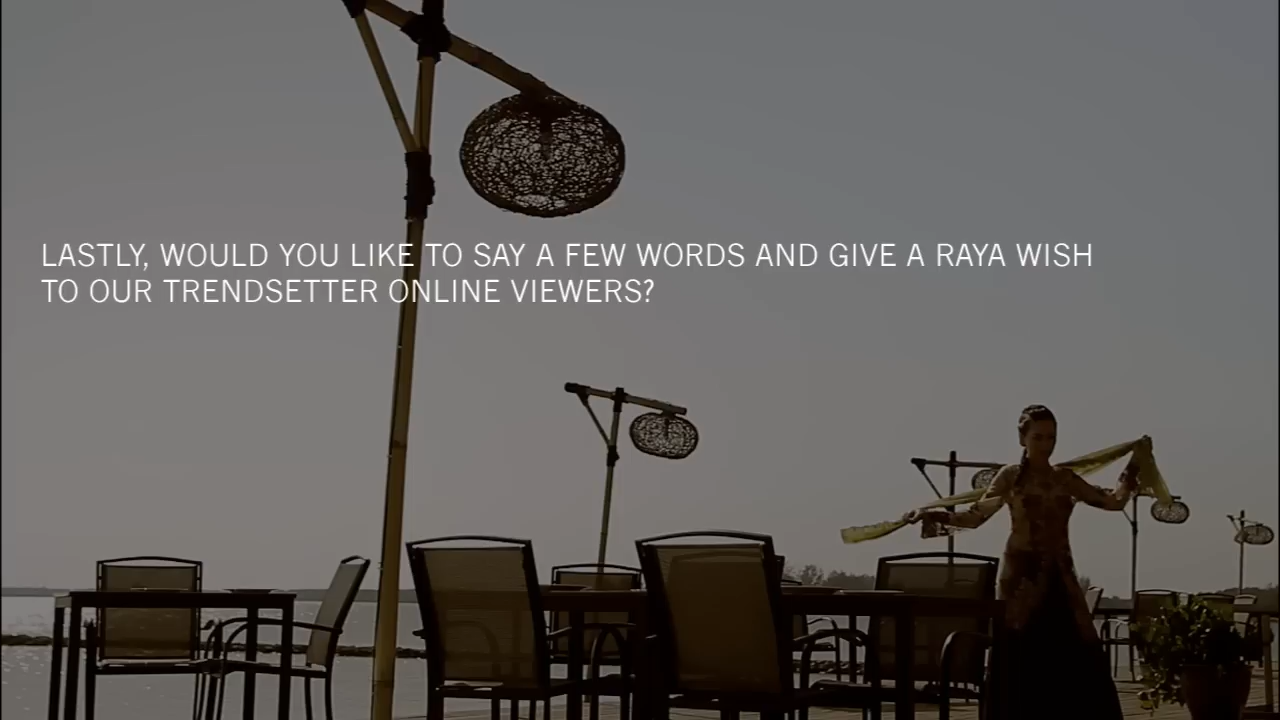 LASTLY, WOULD YOU LIKE TO SAY A FEW WORDS AND GIVE A RAYA WISH
TO OUR TRENDSETTER ONLINE VIEWERS?